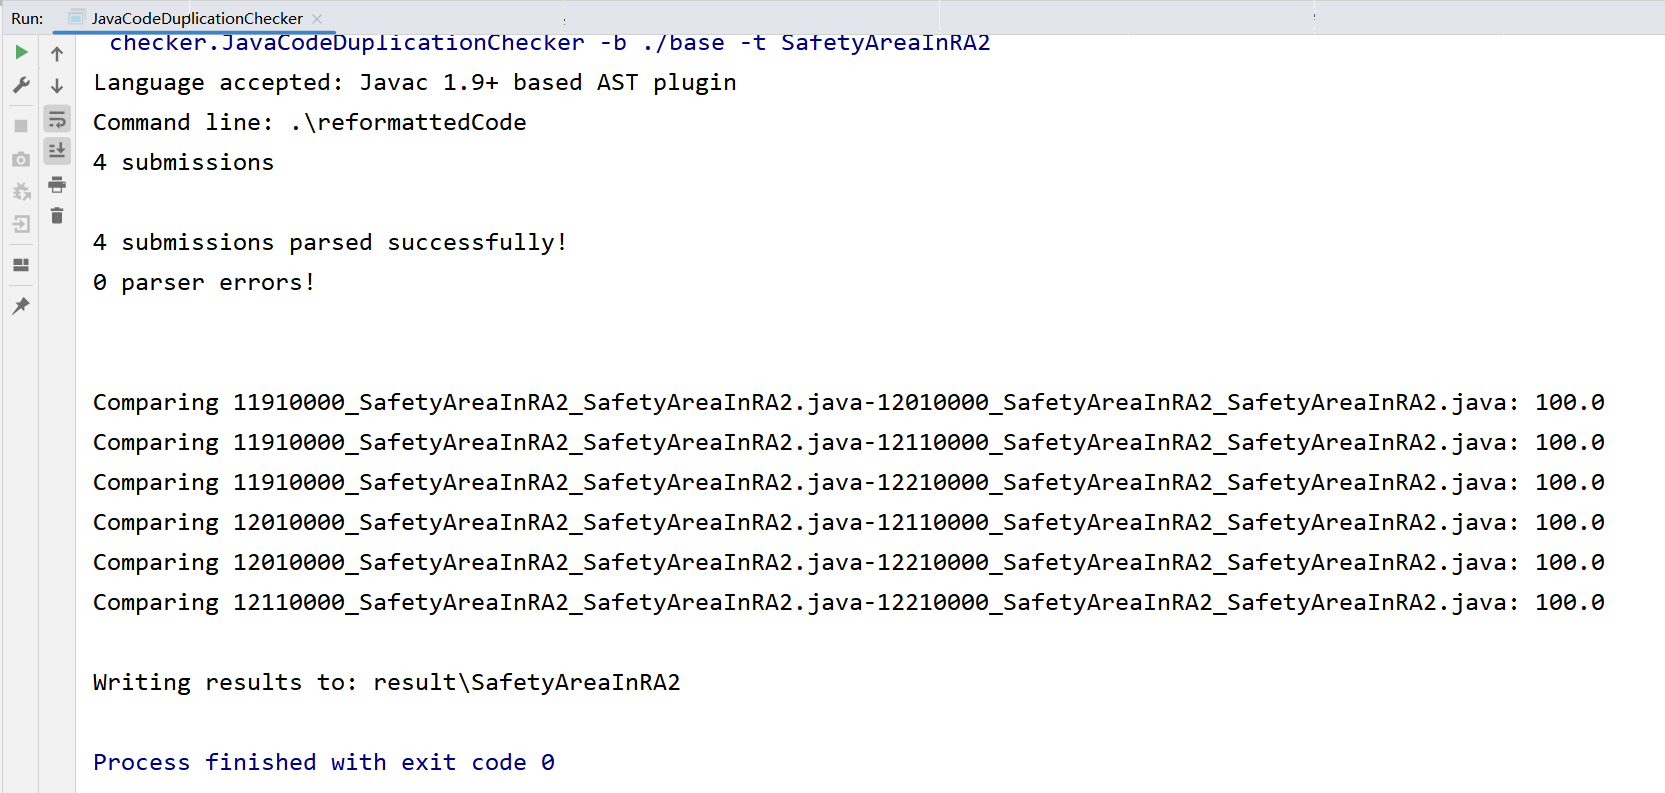 Run: JavaCodeDuplicationChecker
checker.JavaCodeDuplicationChecker -b ./base -t SafetyAreaInRA2
Language accepted: Javac 1.9+ based AST plugin
Command line: .\reformattedCode
4 submissions
4 submissions parsed successfully!
0 parser errors!
Comparing 11910000_SafetyAreaInRA2_SafetyAreaInRA2.java-12010000_SafetyAreaInRA2_SafetyAreaInRA2.java: 100.0
Comparing 11910000_SafetyAreaInRA2_SafetyAreaInRA2.java-12110000_SafetyAreaInRA2_SafetyAreaInRA2.java: 100.0
Comparing 11910000_SafetyAreaInRA2_SafetyAreaInRA2.java-12210000_SafetyAreaInRA2_SafetyAreaInRA2.java: 100.0
Comparing 12010000_SafetyAreaInRA2_SafetyAreaInRA2.java-12110000_SafetyAreaInRA2_SafetyAreaInRA2.java: 100.0
Comparing 12010000_SafetyAreaInRA2_SafetyAreaInRA2.java-12210000_SafetyAreaInRA2_SafetyAreaInRA2.java: 100.0
Comparing 12110000_SafetyAreaInRA2_SafetyAreaInRA2.java-12210000_SafetyAreaInRA2_SafetyAreaInRA2.java: 100.0
Writing results to: result\SafetyAreaInRA2
Process finished with exit code 0